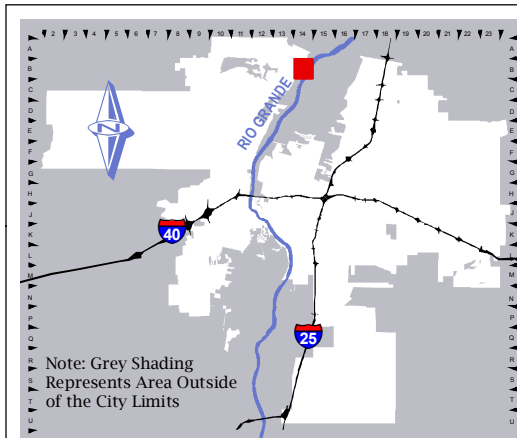 2 3 4 5 6 7 8 9 10 11 12 13 14 15 16 17 18 19 20 21 22 23
A
B
C
D
E
F
G
H
J
K
L
M
N
P
Q
R
S
T
U
A
B
C
D
E
F
G
H
J
K
L
M
N
P
Q
R
S
T
U
RIO GRANDE
N
40
25
Note: Grey Shading
Represents Area Outside
of the City Limits